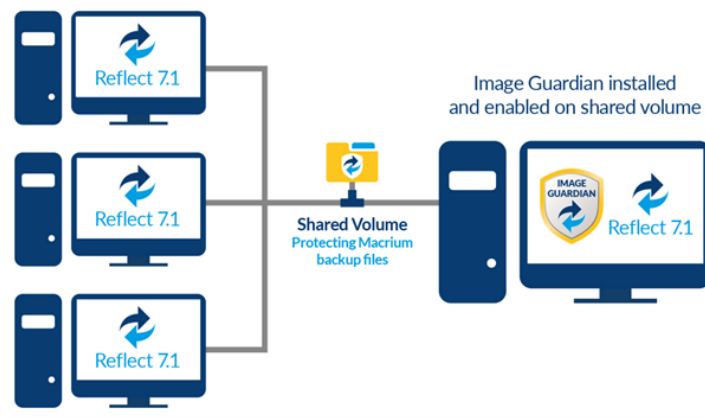 Reflect 7.1
Reflect 7.1
Reflect 7.1
Shared Volume
Protecting Macrium
backup files
Image Guardian installed
and enabled on shared volume
IMAGE
GUARDIAN
Reflect 7.1